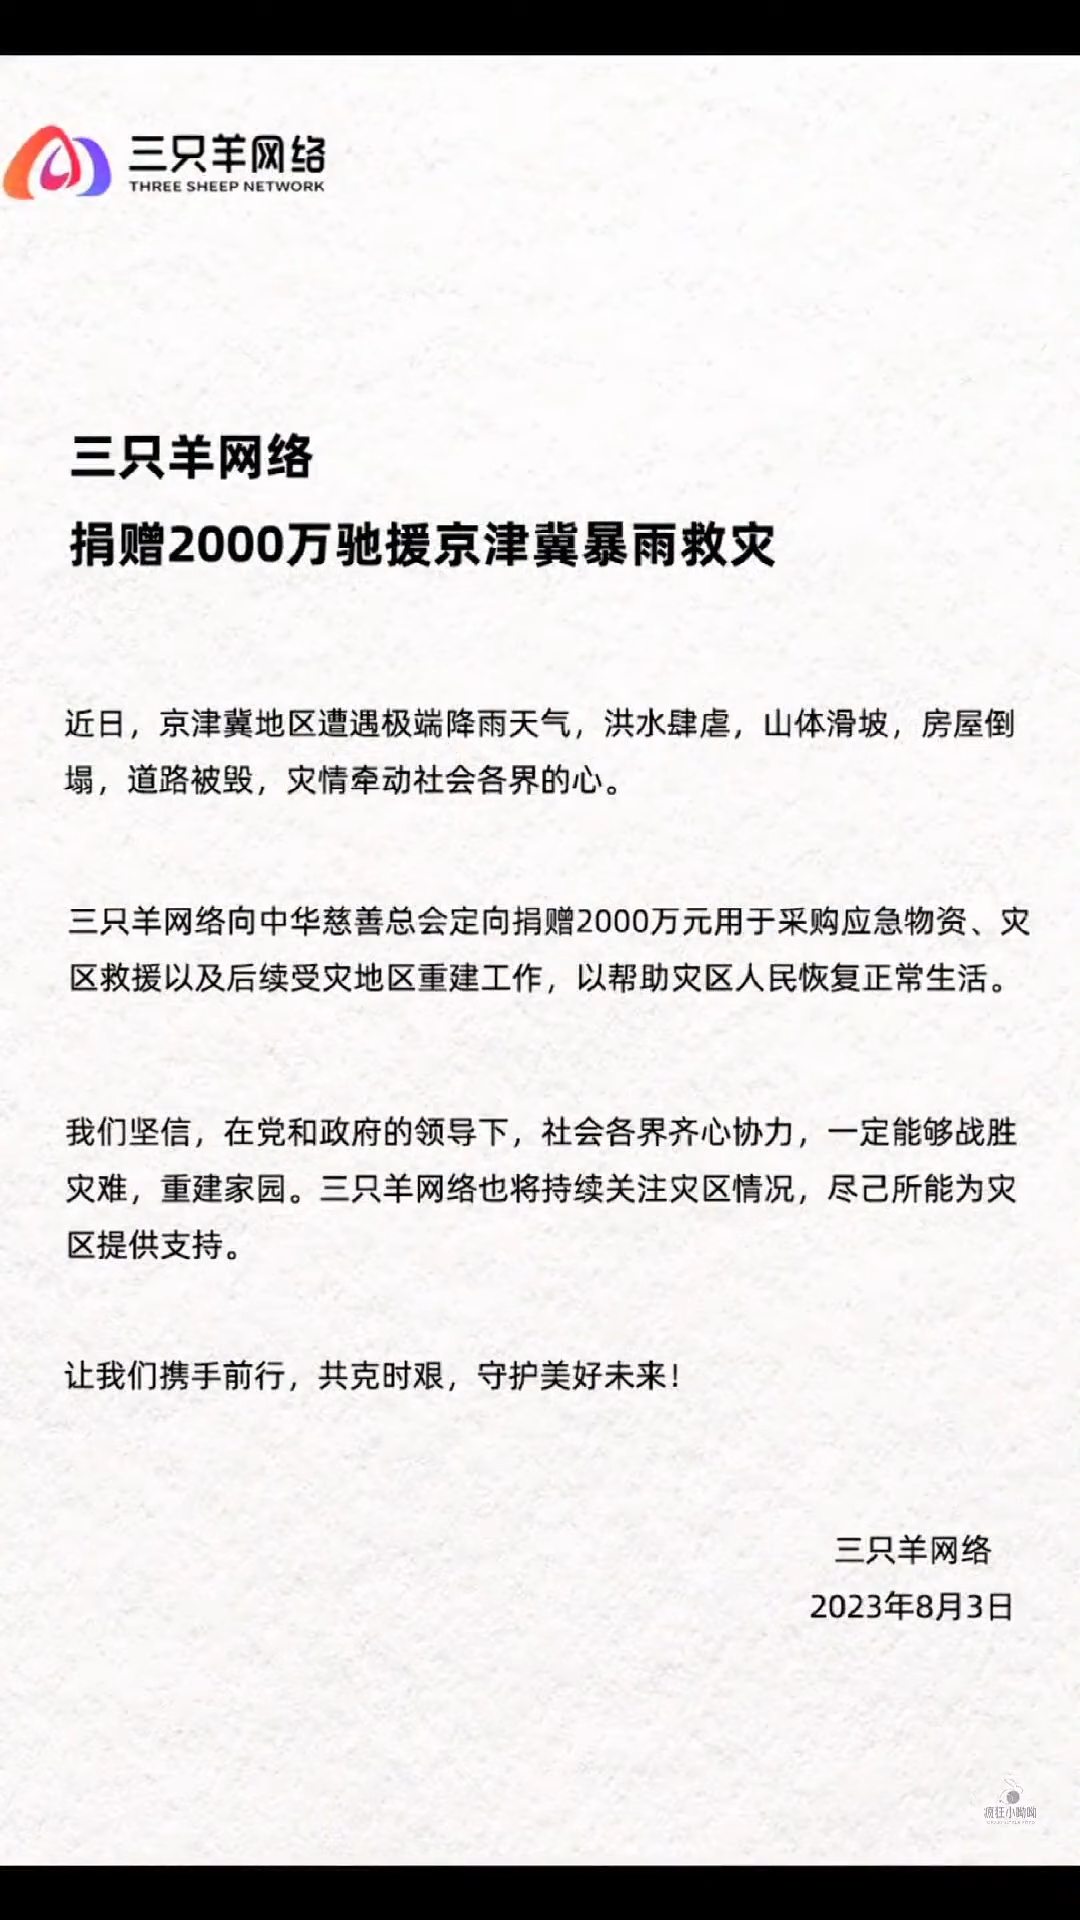 三只羊网络
THREE SHEEP NETWORK
三只羊网络
捐赠2000万驰援京津冀暴雨救灾
近日，京津冀地区遭遇极端降雨天气，洪水肆虐，山体滑坡，房屋倒
塌，道路被毁，灾情牵动社会各界的心。
三只羊网络向中华慈善总会定向捐赠2000万元用于采购应急物资、灾
区救援以及后续受灾地区重建工作，以帮助灾区人民恢复正常生活。
我们坚信，在党和政府的领导下，社会各界齐心协力，一定能够战胜
灾难，重建家园。三只羊网络也将持续关注灾区情况，尽己所能为灾
区提供支持。
让我们携手前行，共克时艰，守护美好未来！
三只羊网络
2023年8月3日
疯狂小呦呦